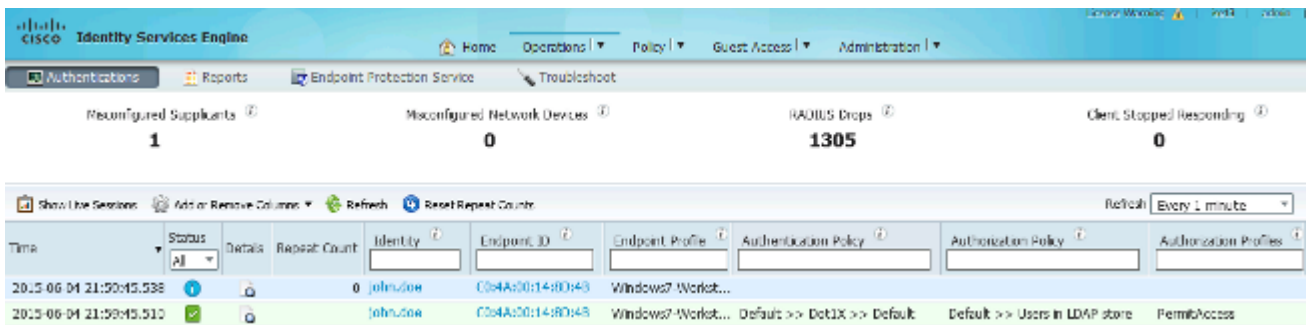 CISCO Identity Services Engine
License Warning admin
Home Operations Policy Guest Access Administration
Authentications Reports Endpoint Protection Service Troubleshoot
Misconfigured Supplicants Misconfigured Network Devices RADIUS Drops Client Stopped Responding
1 0 1305 0
Show Live Sessions Add or Remove Columns Refresh Reset Repeat Counts Refresh Every 1 minute
Time Status Details Repeat Count Identity Endpoint ID Endpoint Profile Authentication Policy Authorization Policy Authorization Profiles
All
2015-06-04 21:59:45.538 0 john.doe C0:4A:00:14:8D:4B Windows7-Workst...
2015-06-04 21:59:45.510 john.doe C0:4A:00:14:8D:4B Windows7-Workst... Default >> Dot1X >> Default Default >> Users in LDAP store PermitAccess